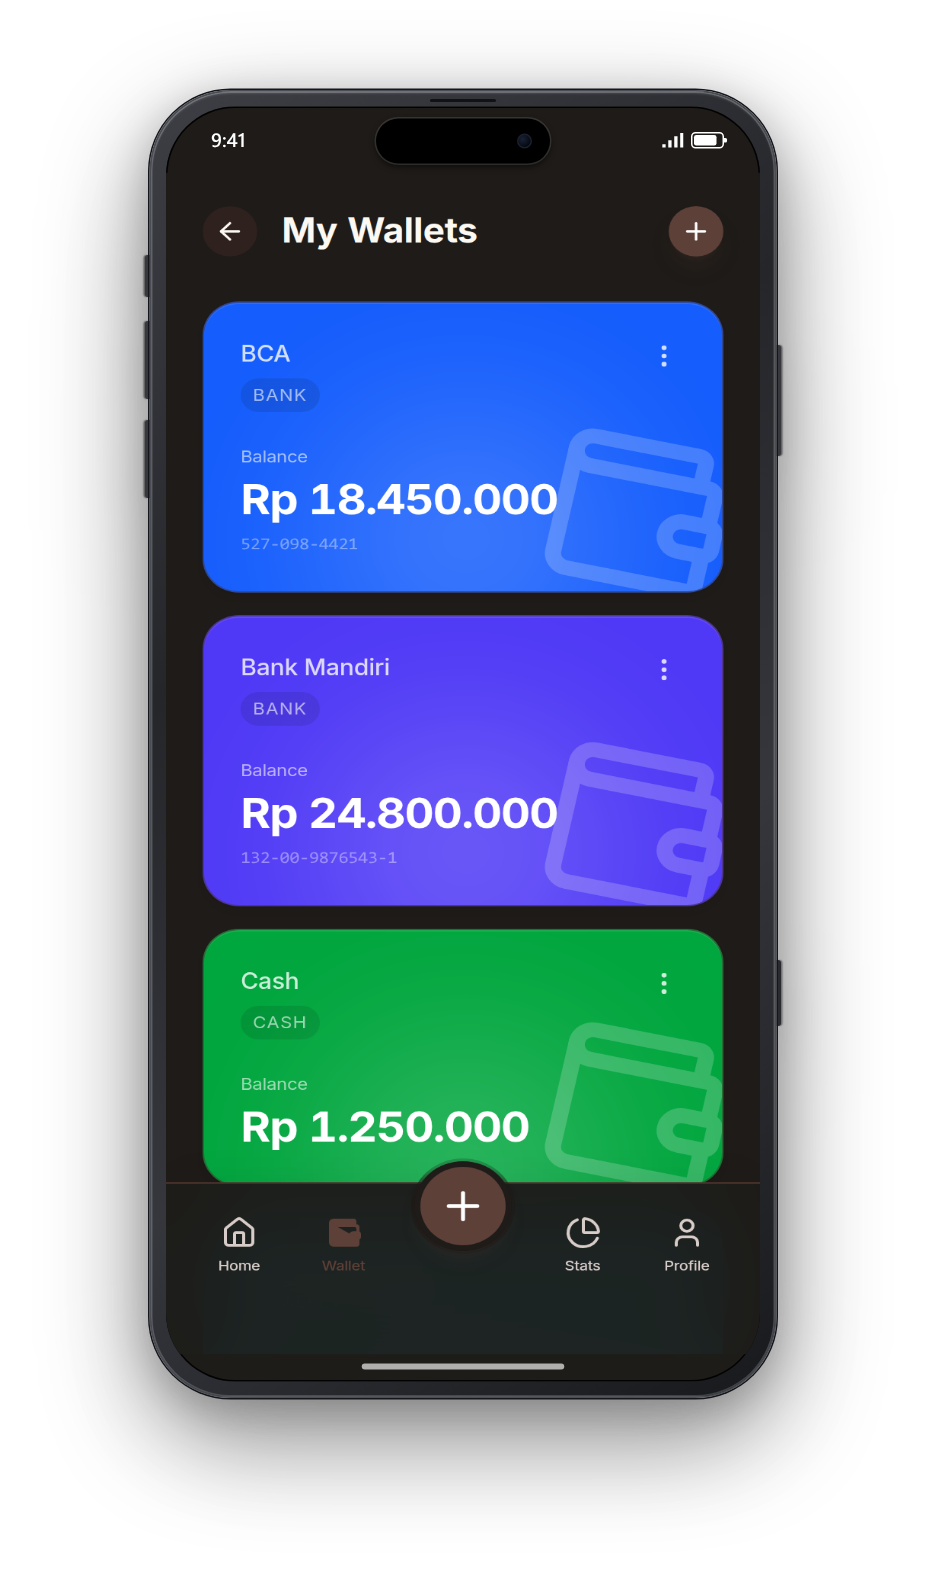 9:41
My Wallets
BCA
BANK
Balance
Rp 18.450.000
527-098-4421
Bank Mandiri
BANK
Balance
Rp 24.800.000
132-00-9876543-1
Cash
CASH
Balance
Rp 1.250.000
Home
Wallet
Stats
Profile